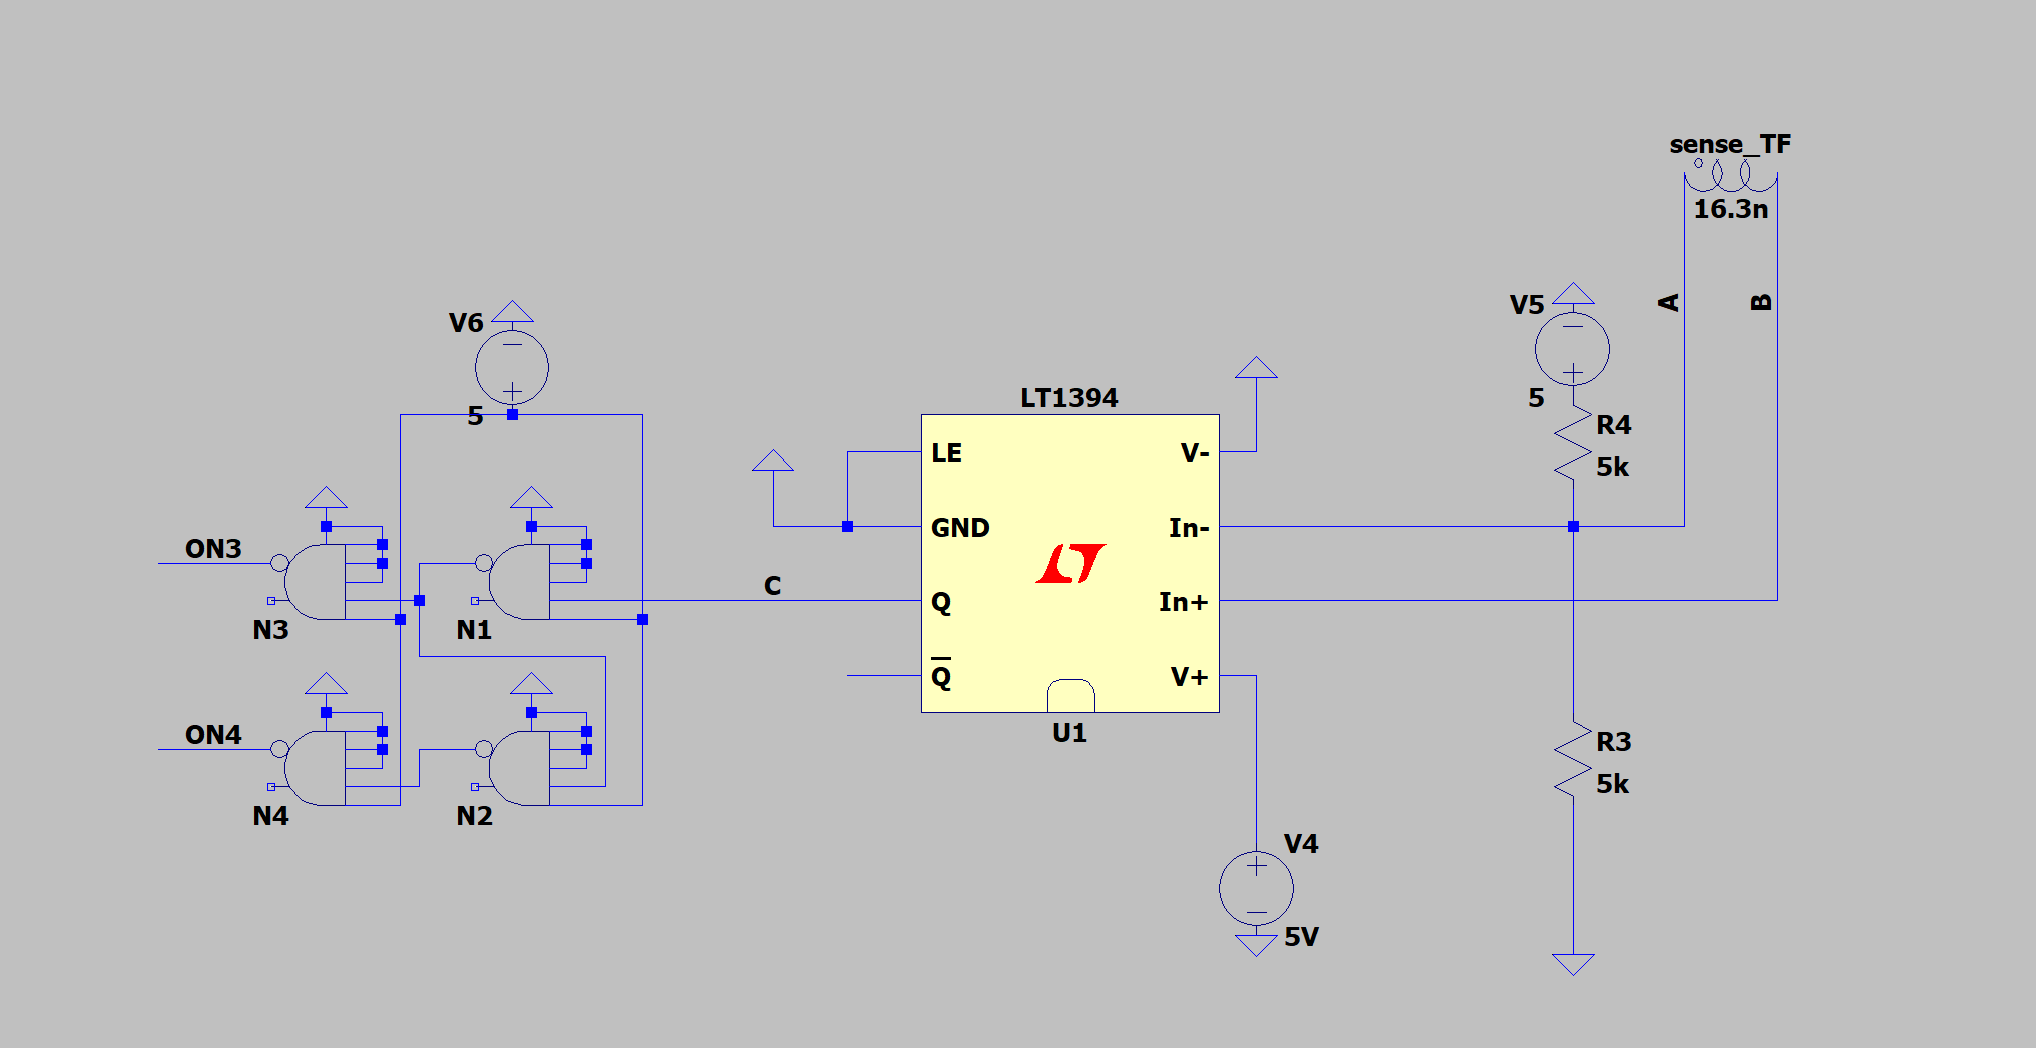 sense_TF
16.3n
A
B
V5
5
R4
5k
V6
5
LT1394
LE
V-
GND
In-
Q
In+
Q̅
V+
U1
C
ON3
N3
N1
ON4
N4
N2
R3
5k
V4
5V